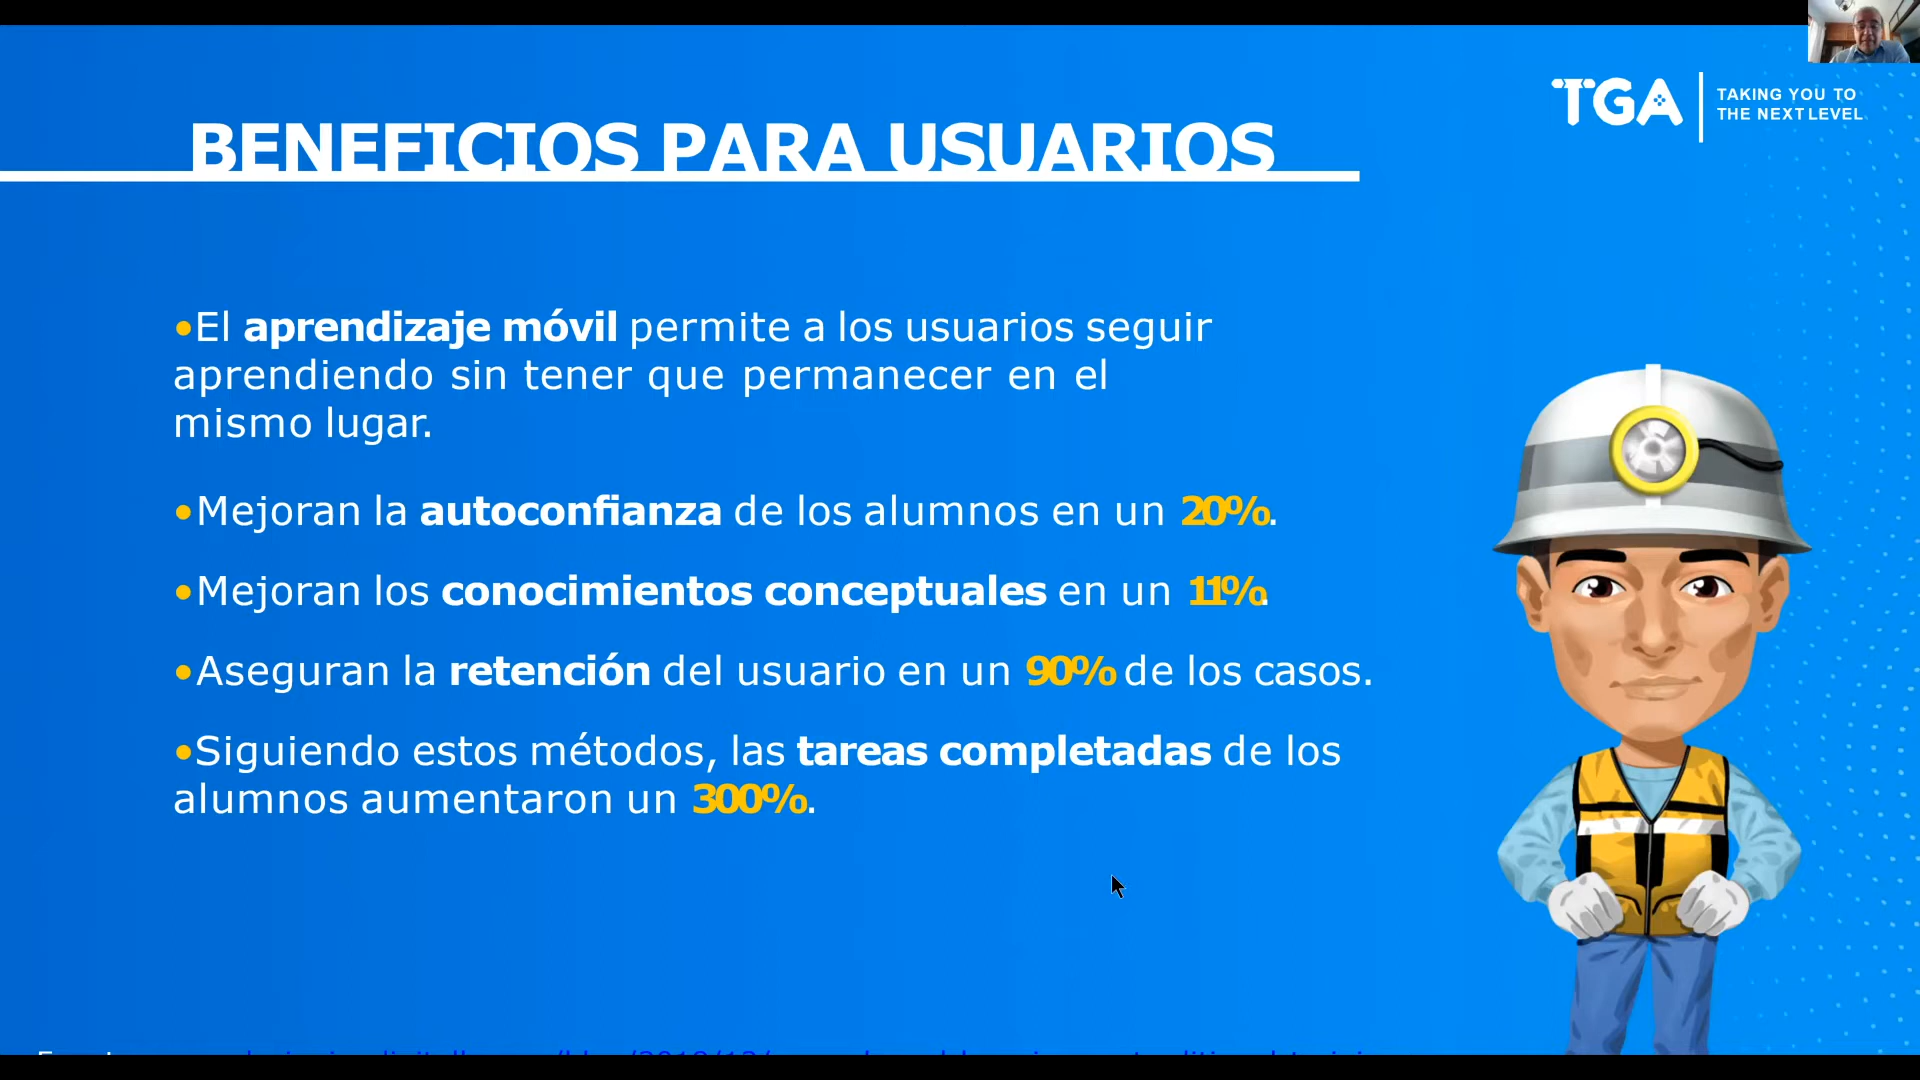 TGA
TAKING YOU TO
THE NEXT LEVEL
BENEFICIOS PARA USUARIOS
•El aprendizaje móvil permite a los usuarios seguir
aprendiendo sin tener que permanecer en el
mismo lugar.
•Mejoran la autoconfianza de los alumnos en un 20%.
•Mejoran los conocimientos conceptuales en un 11%.
•Aseguran la retención del usuario en un 90% de los casos.
•Siguiendo estos métodos, las tareas completadas de los
alumnos aumentaron un 300%.